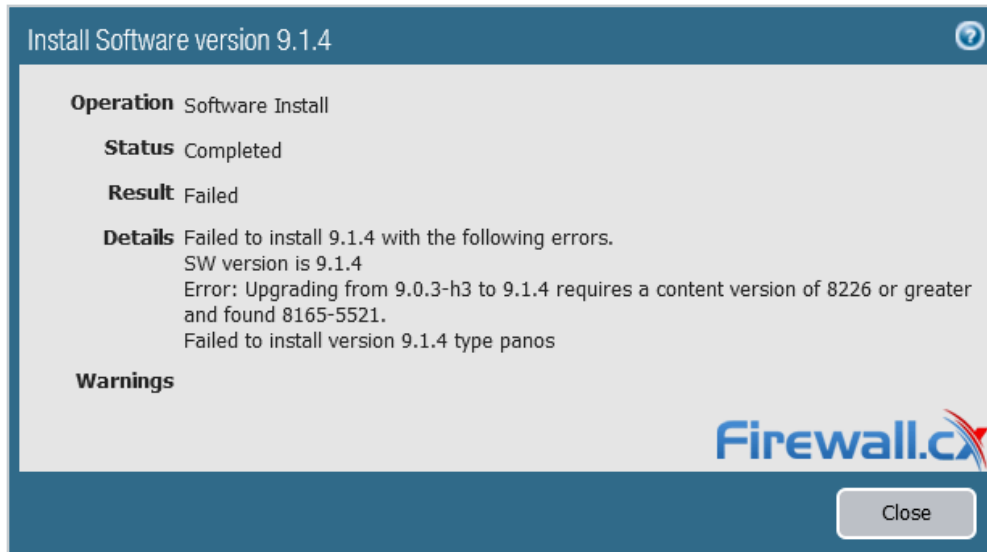 Install Software version 9.1.4
?
Operation Software Install
Status Completed
Result Failed
Details Failed to install 9.1.4 with the following errors.
SW version is 9.1.4
Error: Upgrading from 9.0.3-h3 to 9.1.4 requires a content version of 8226 or greater
and found 8165-5521.
Failed to install version 9.1.4 type panos
Warnings
Firewall.cx
Close